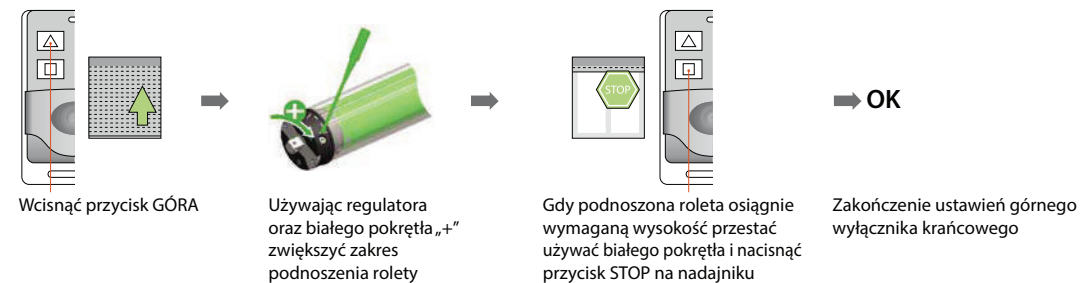 STOP
OK
Wcisnąć przycisk GÓRA
Używając regulatora
oraz białego pokrętła „+”
zwiększyć zakres
podnoszenia rolety
Gdy podnoszona roleta osiągnie
wymaganą wysokość przestać
używać białego pokrętła i nacisnąć
przycisk STOP na nadajniku
Zakończenie ustawień górnego
wyłącznika krańcowego